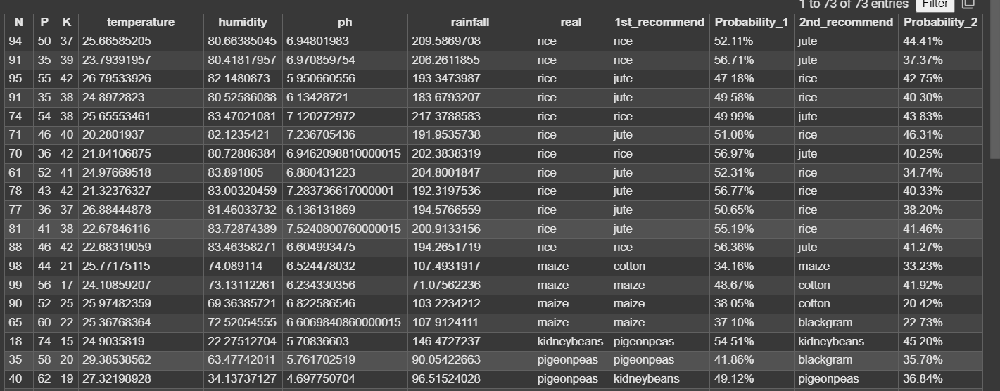 1 to 73 of 73 entries Filter
N P K temperature humidity ph rainfall real 1st_recommend Probability_1 2nd_recommend Probability_2
94 50 37 25.66585205 80.66385045 6.94801983 209.5869708 rice rice 52.11% jute 44.41%
91 35 39 23.79391957 80.41817957 6.970859754 206.2611855 rice rice 56.71% jute 37.37%
95 55 42 26.79533926 82.1480873 5.950660556 193.3473987 rice jute 47.18% rice 42.75%
91 35 38 24.8972823 80.52586088 6.13428721 183.6793207 rice jute 49.58% rice 40.30%
74 54 38 25.65553461 83.47021081 7.120272972 217.3788583 rice rice 49.99% jute 43.83%
71 46 40 20.2801937 82.1235421 7.236705436 191.9535738 rice jute 51.08% rice 46.31%
70 36 42 21.84106875 80.72886384 6.9462098810000015 202.3838319 rice rice 56.97% jute 40.25%
61 52 41 24.97669518 83.891805 6.880431223 204.8001847 rice jute 52.31% rice 34.74%
78 43 42 21.32376327 83.00320459 7.283736617000001 192.3197536 rice jute 56.77% rice 40.33%
77 36 37 26.88444878 81.46033732 6.136131869 194.5766559 rice jute 50.65% rice 38.20%
81 41 38 22.67846116 83.72874389 7.5240800760000015 200.9133156 rice jute 55.19% rice 41.46%
88 46 42 22.68319059 83.46358271 6.604993475 194.2651719 rice rice 56.36% jute 41.27%
98 44 21 25.77175115 74.089114 6.524478032 107.4931917 maize cotton 34.16% maize 33.23%
99 56 17 24.10859207 73.13112261 6.234330356 71.07562236 maize maize 48.67% cotton 41.92%
90 52 25 25.97482359 69.36385721 6.822586546 103.2234212 maize maize 38.05% cotton 20.42%
65 60 22 25.36768364 72.52054555 6.6069840860000015 107.9124111 maize maize 37.10% blackgram 22.73%
18 74 15 24.9035819 22.27512704 5.70836603 146.4727237 kidneybeans pigeonpeas 54.51% kidneybeans 45.20%
35 58 20 29.38538562 63.47742011 5.761702519 90.05422663 pigeonpeas pigeonpeas 41.86% blackgram 35.78%
40 62 19 27.32198928 34.13737127 4.697750704 96.51524028 pigeonpeas kidneybeans 49.12% pigeonpeas 36.84%